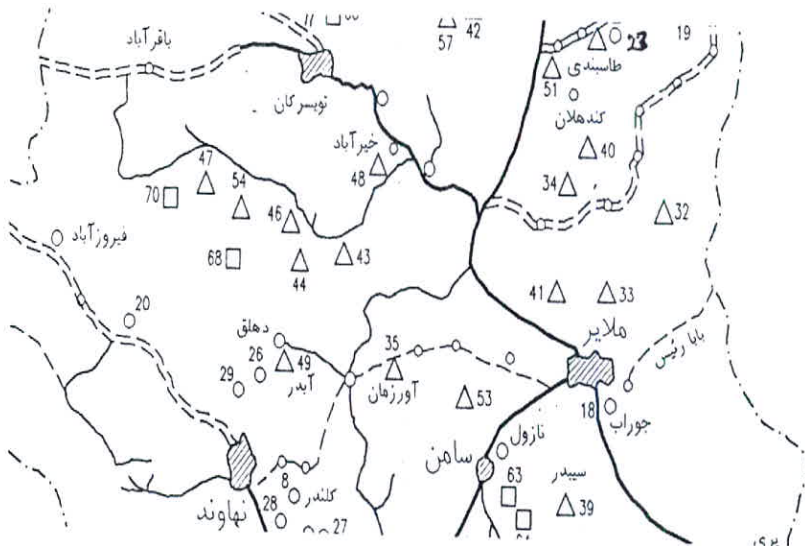 57
42
23
19
باقرآباد
طاسبندی
51
تویسرکان
کندهلان
خیرآباد
40
47
48
54
34
70
46
32
فیروزآباد
68
43
44
41
33
20
ملایر
دهلق
35
بابا رئیس
26
49
29
آبدر
آورزمان
53
18
جوراب
نازول
سامن
63
سیبدر
8
کلندر
39
28
نهاوند
27